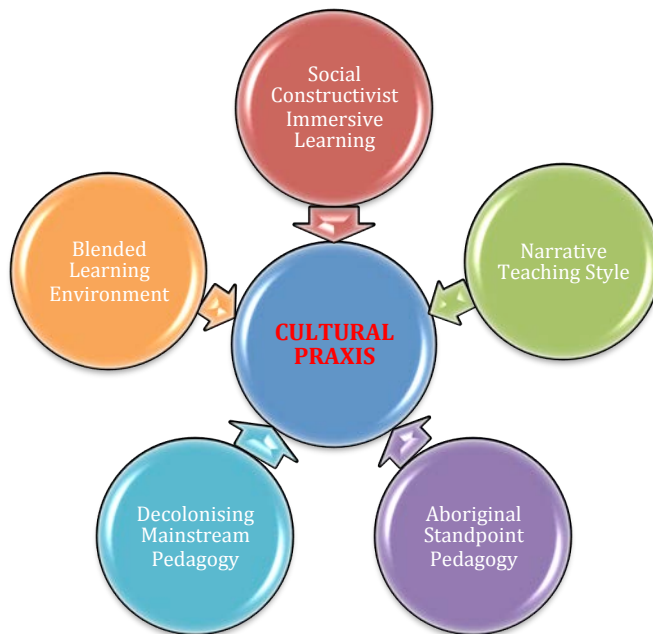 Social
Constructivist
Immersive
Learning
Blended
Learning
Environment
Narrative
Teaching Style
CULTURAL
PRAXIS
Decolonising
Mainstream
Pedagogy
Aboriginal
Standpoint
Pedagogy